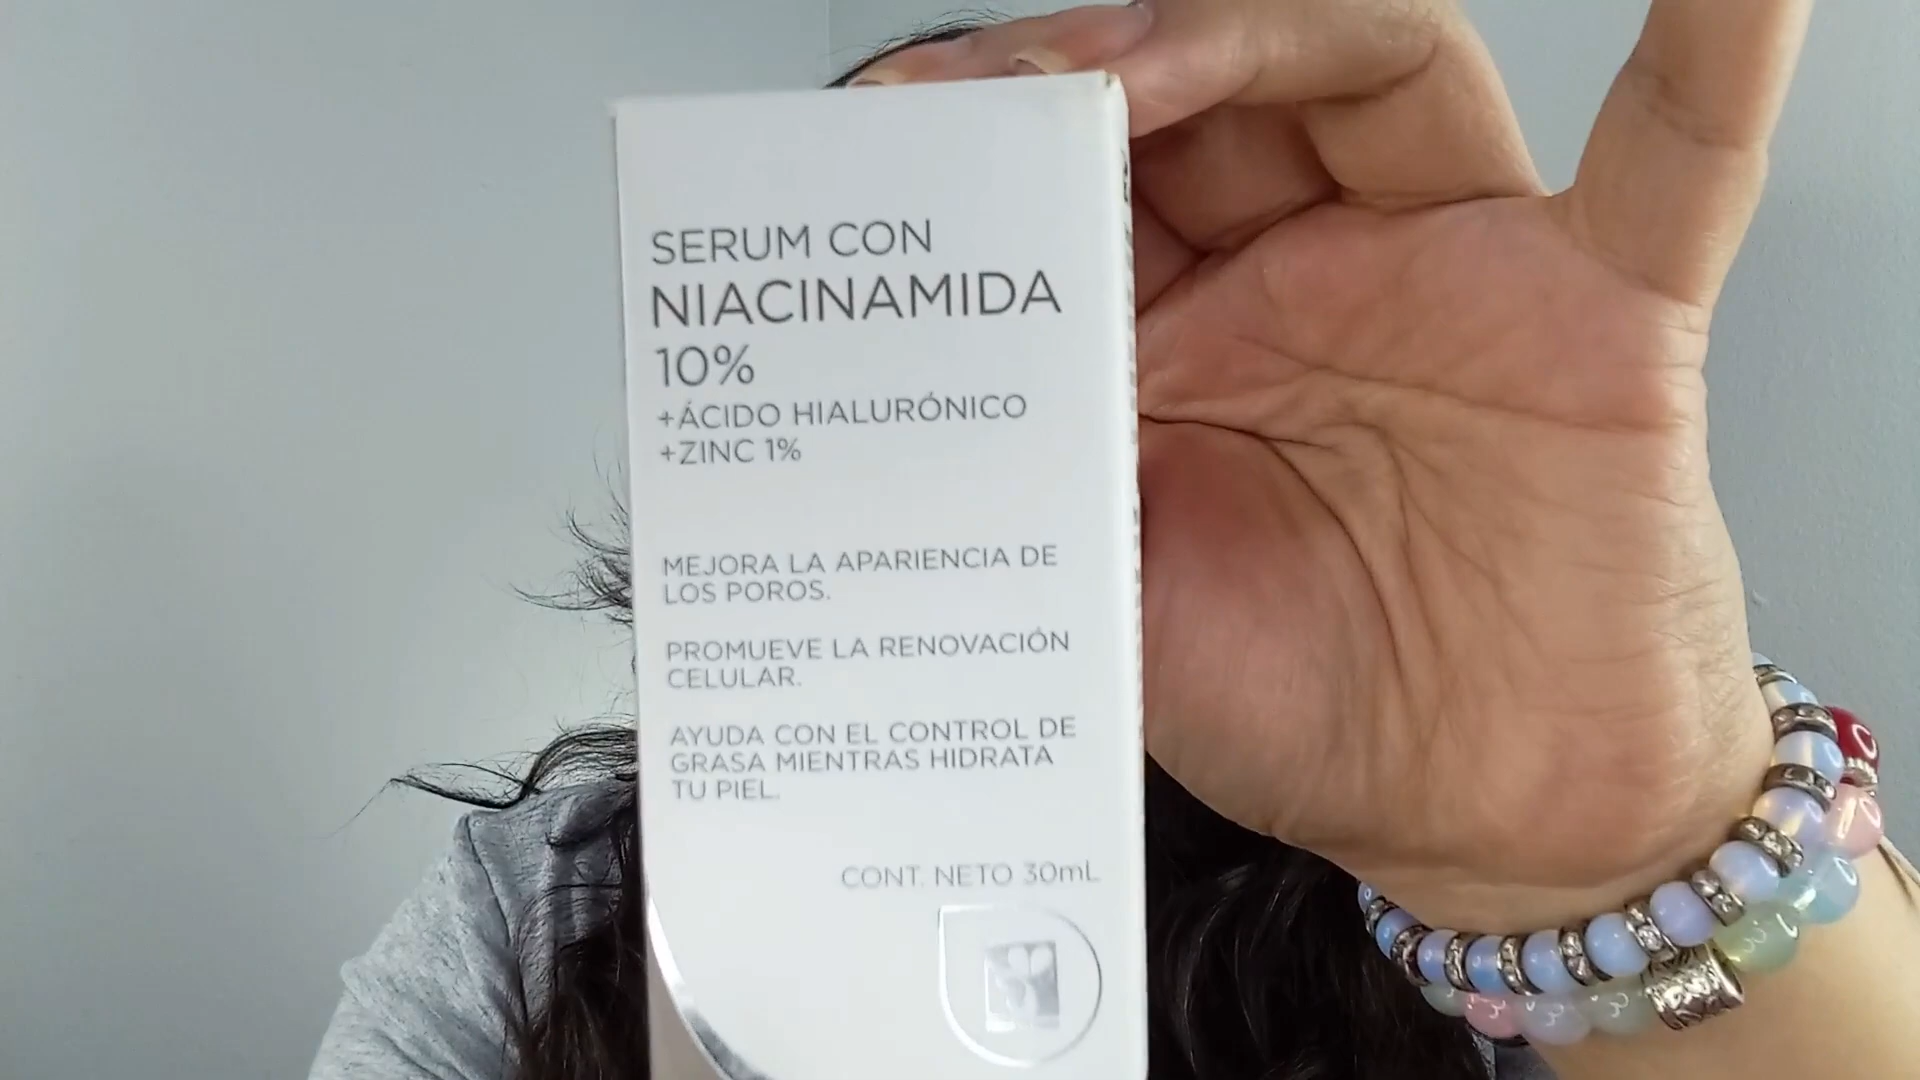 SERUM CON
NIACINAMIDA
10%
+ÁCIDO HIALURÓNICO
+ZINC 1%
MEJORA LA APARIENCIA DE
LOS POROS.
PROMUEVE LA RENOVACIÓN
CELULAR.
AYUDA CON EL CONTROL DE
GRASA MIENTRAS HIDRATA
TU PIEL.
CONT. NETO 30mL